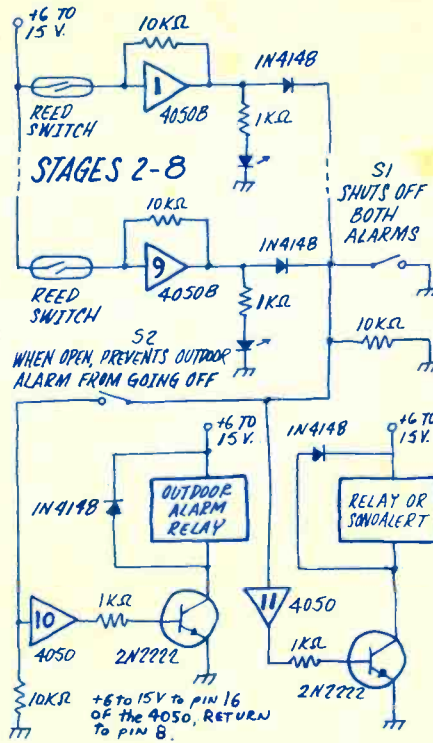 +6 TO
15 V.
10KΩ
1N4148
1
4050B
REED
SWITCH
1KΩ
STAGES 2-8
S1
SHUTS OFF
BOTH
ALARMS
10KΩ
1N4148
9
4050B
REED
SWITCH
1KΩ
10KΩ
S2
WHEN OPEN, PREVENTS OUTDOOR
ALARM FROM GOING OFF
+6 TO
15V.
1N4148
+6 TO
15V.
1N4148
OUTDOOR
ALARM
RELAY
RELAY OR
SONOALERT
10
4050
1KΩ
2N2222
11
4050
1KΩ
2N2222
10KΩ
+6 to 15V to pin 16
OF the 4050, RETURN
to pin 8.